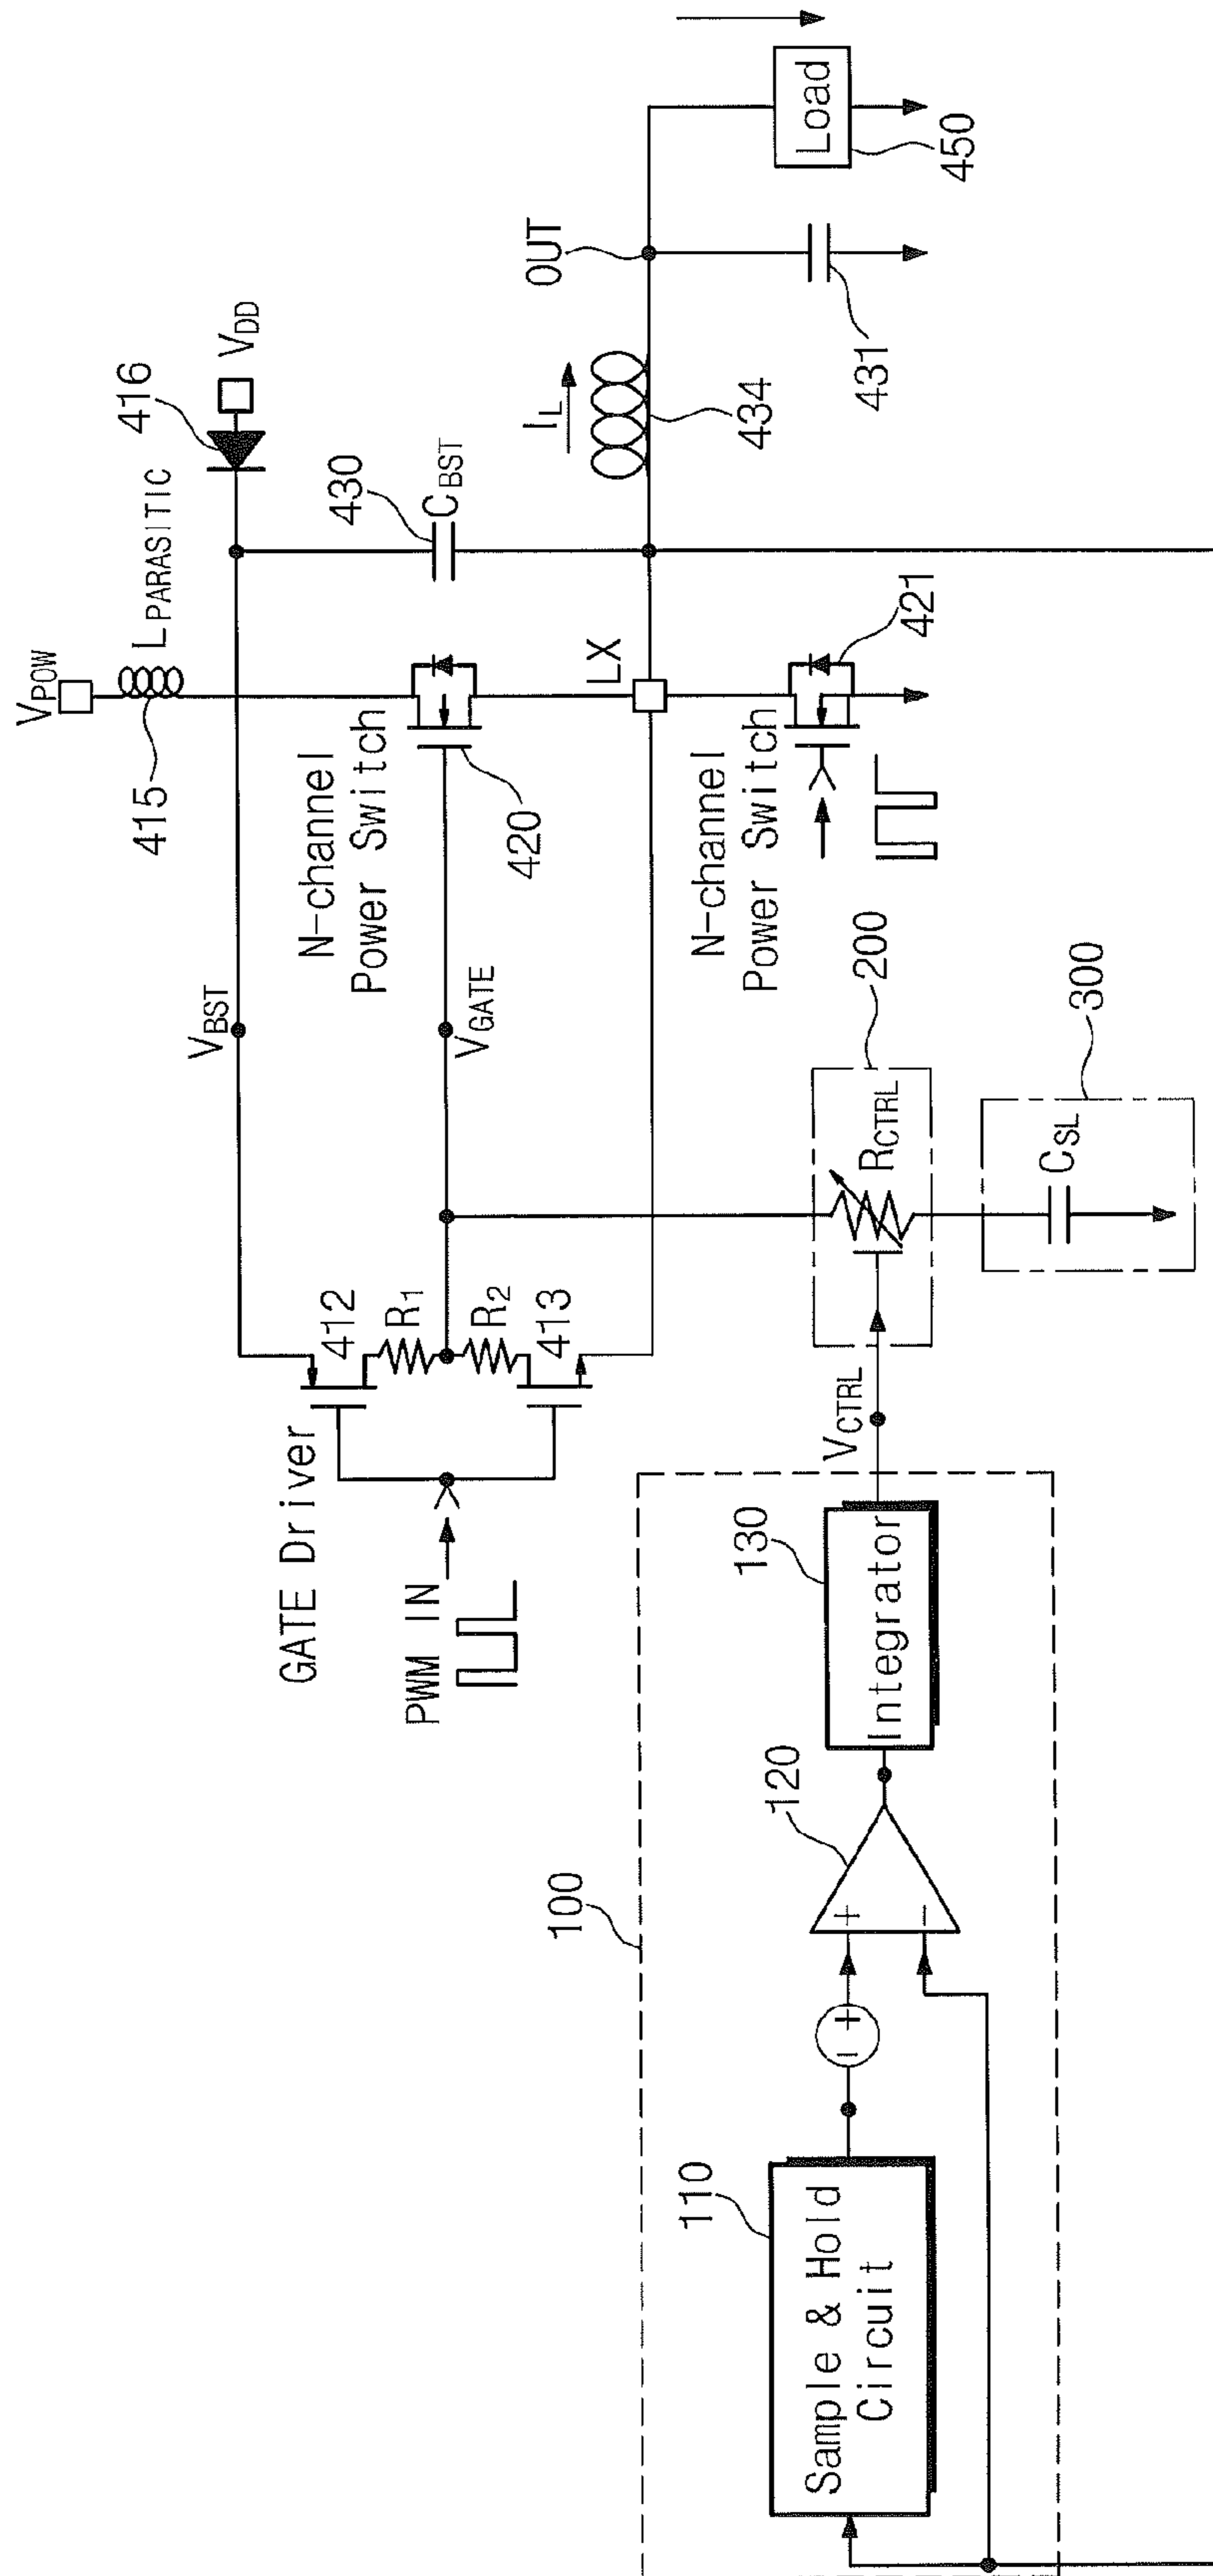 V_POW
415
L_PARASITIC
416
V_DD
V_BST
430
C_BST
GATE Driver
412
R1
R2
413
PWM IN
V_GATE
N-channel
Power Switch
420
LX
I_L
434
OUT
431
Load
450
N-channel
Power Switch
421
200
R_CTRL
300
C_SL
V_CTRL
100
110
Sample & Hold
Circuit
- +
120
+
-
130
Integrator